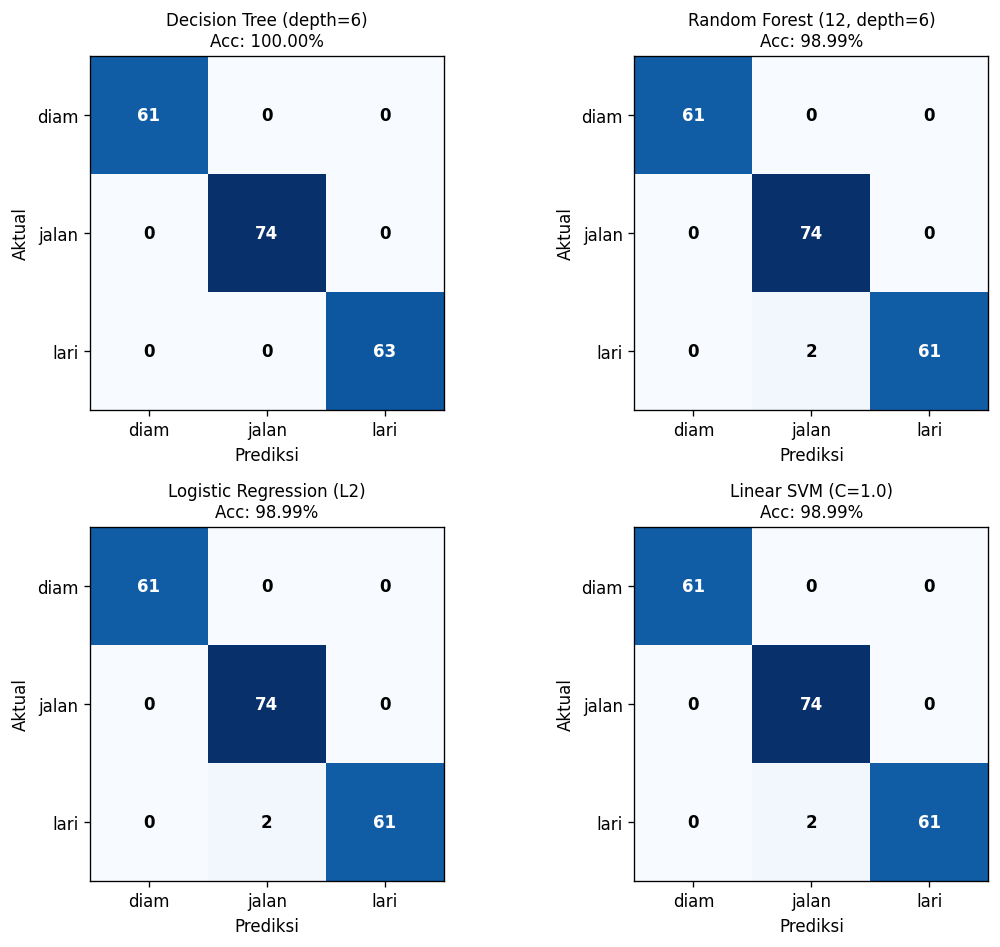 Decision Tree (depth=6)
Acc: 100.00%
diam 61 0 0
jalan 0 74 0
lari 0 0 63
Aktual
diam jalan lari
Prediksi
Random Forest (12, depth=6)
Acc: 98.99%
diam 61 0 0
jalan 0 74 0
lari 0 2 61
Aktual
diam jalan lari
Prediksi
Logistic Regression (L2)
Acc: 98.99%
diam 61 0 0
jalan 0 74 0
lari 0 2 61
Aktual
diam jalan lari
Prediksi
Linear SVM (C=1.0)
Acc: 98.99%
diam 61 0 0
jalan 0 74 0
lari 0 2 61
Aktual
diam jalan lari
Prediksi